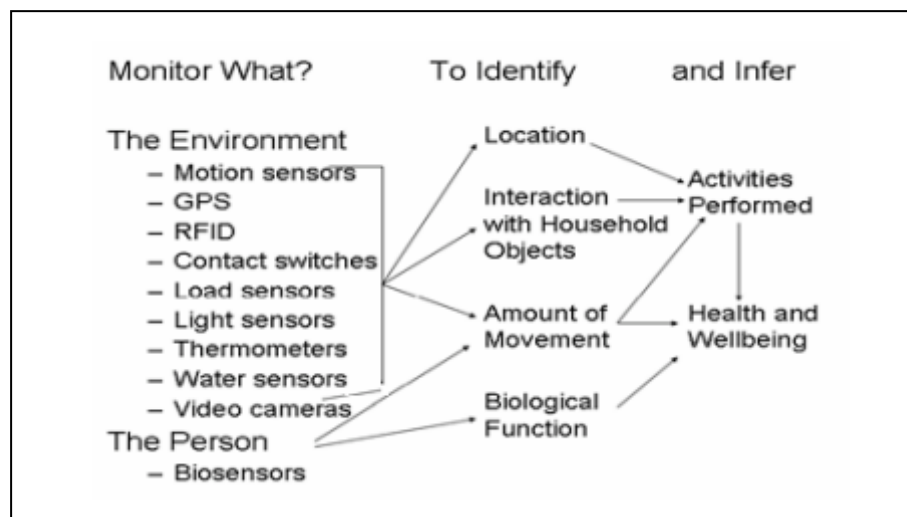 Monitor What? To Identify and Infer
The Environment
– Motion sensors
– GPS
– RFID
– Contact switches
– Load sensors
– Light sensors
– Thermometers
– Water sensors
– Video cameras
The Person
– Biosensors
Location
Interaction
with Household
Objects
Amount of
Movement
Biological
Function
Activities
Performed
Health and
Wellbeing